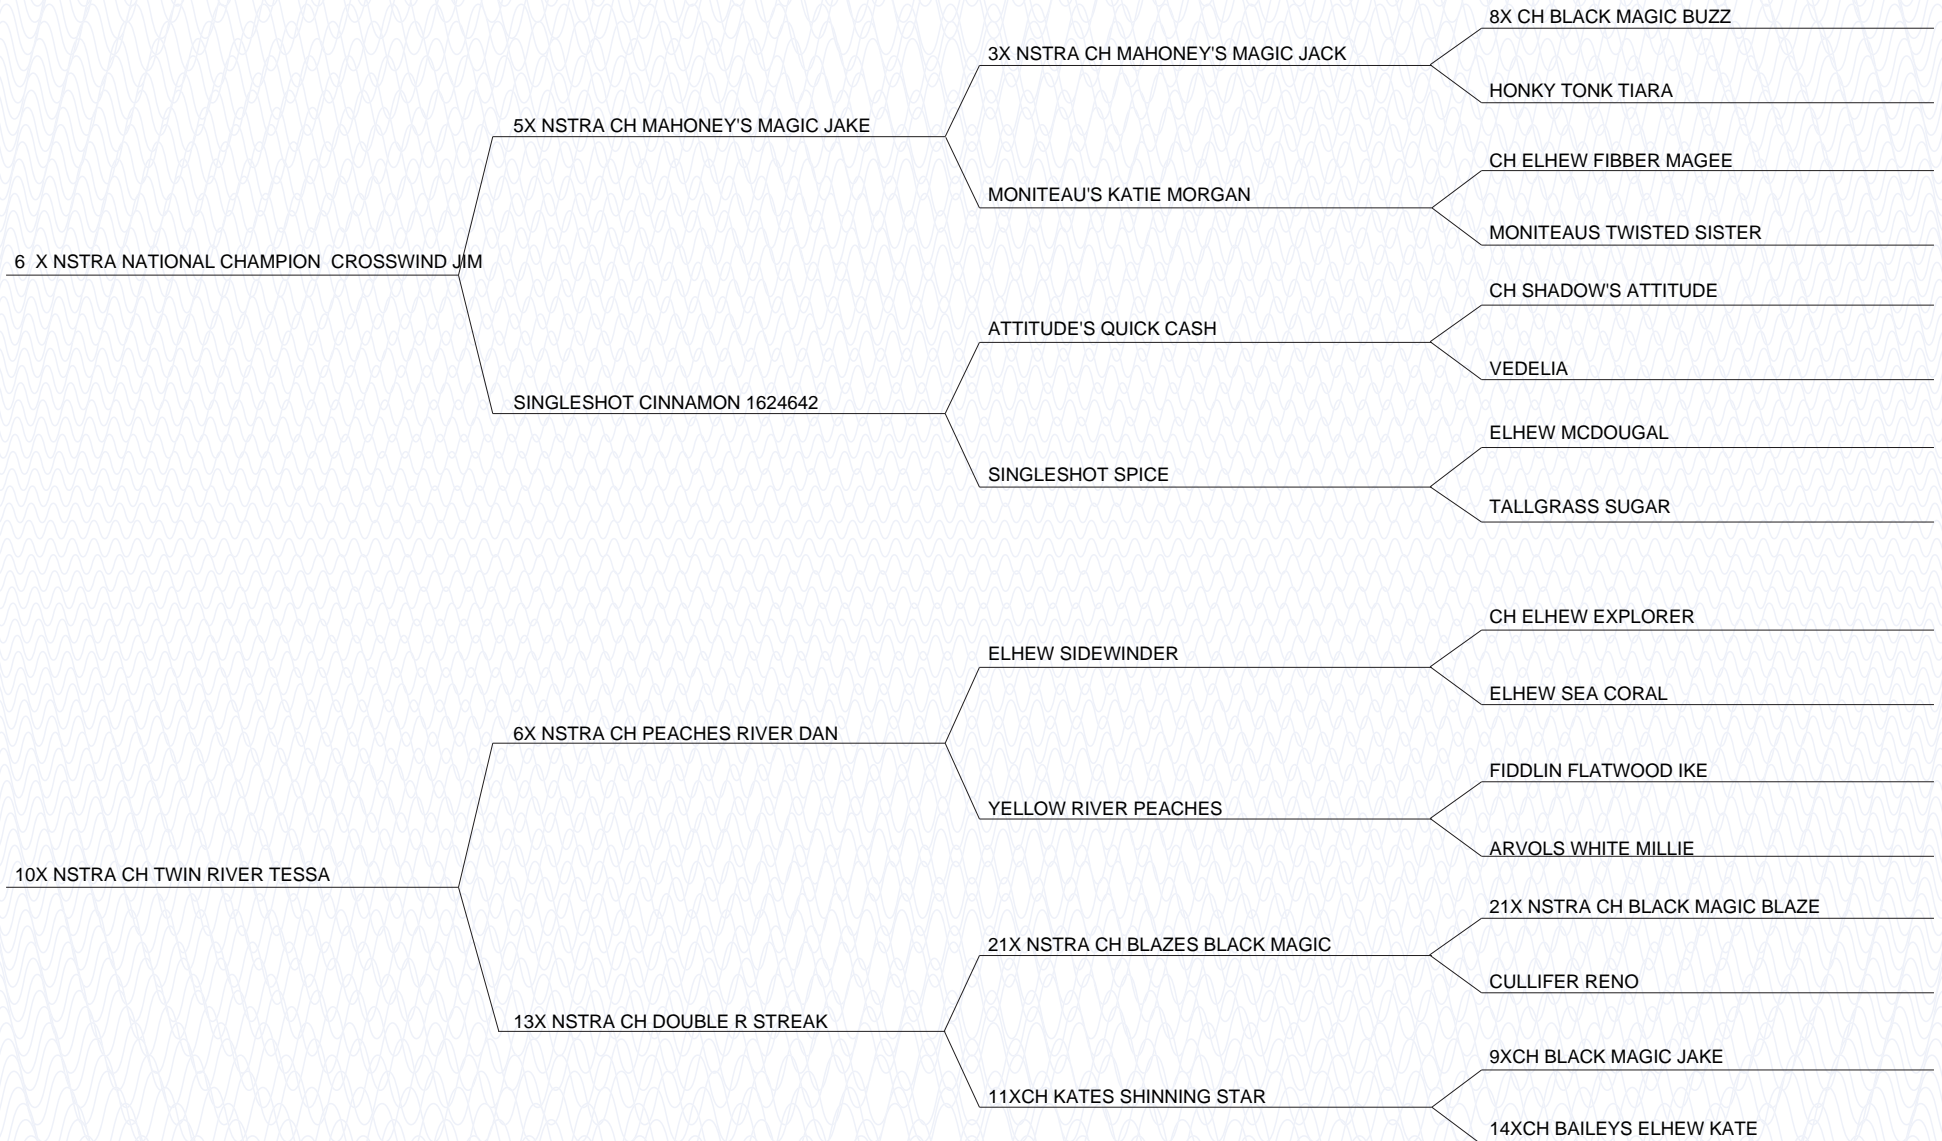 8X CH BLACK MAGIC BUZZ
3X NSTRA CH MAHONEY'S MAGIC JACK
HONKY TONK TIARA
5X NSTRA CH MAHONEY'S MAGIC JAKE
CH ELHEW FIBBER MAGEE
MONITEAU'S KATIE MORGAN
MONITEAUS TWISTED SISTER
6 X NSTRA NATIONAL CHAMPION CROSSWIND JIM
CH SHADOW'S ATTITUDE
ATTITUDE'S QUICK CASH
VEDELIA
SINGLESHOT CINNAMON 1624642
ELHEW MCDOUGAL
SINGLESHOT SPICE
TALLGRASS SUGAR
CH ELHEW EXPLORER
ELHEW SIDEWINDER
ELHEW SEA CORAL
6X NSTRA CH PEACHES RIVER DAN
FIDDLIN FLATWOOD IKE
YELLOW RIVER PEACHES
ARVOLS WHITE MILLIE
10X NSTRA CH TWIN RIVER TESSA
21X NSTRA CH BLACK MAGIC BLAZE
21X NSTRA CH BLAZES BLACK MAGIC
CULLIFER RENO
13X NSTRA CH DOUBLE R STREAK
9XCH BLACK MAGIC JAKE
11XCH KATES SHINNING STAR
14XCH BAILEYS ELHEW KATE